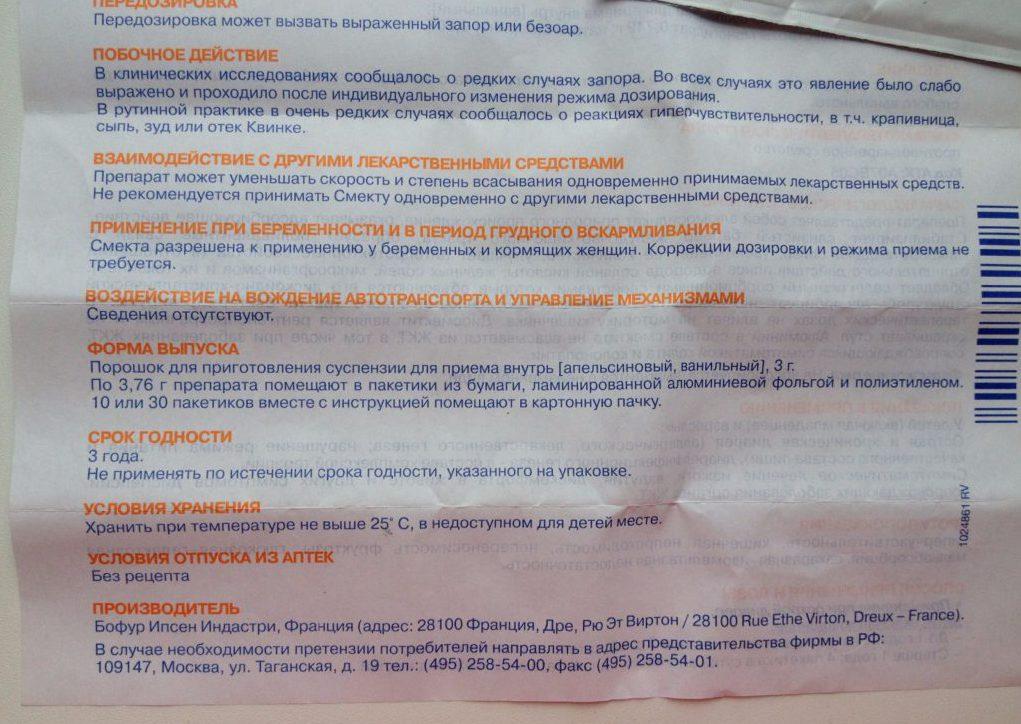 ПЕРЕДОЗИРОВКА
Передозировка может вызвать выраженный запор или безоар.
ПОБОЧНОЕ ДЕЙСТВИЕ
В клинических исследованиях сообщалось о редких случаях запора. Во всех случаях это явление было слабо
выражено и проходило после индивидуального изменения режима дозирования.
В рутинной практике в очень редких случаях сообщалось о реакциях гиперчувствительности, в т.ч. крапивница,
сыпь, зуд или отек Квинке.
ВЗАИМОДЕЙСТВИЕ С ДРУГИМИ ЛЕКАРСТВЕННЫМИ СРЕДСТВАМИ
Препарат может уменьшать скорость и степень всасывания одновременно принимаемых лекарственных средств.
Не рекомендуется принимать Смекту одновременно с другими лекарственными средствами.
ПРИМЕНЕНИЕ ПРИ БЕРЕМЕННОСТИ И В ПЕРИОД ГРУДНОГО ВСКАРМЛИВАНИЯ
Смекта разрешена к применению у беременных и кормящих женщин. Коррекции дозировки и режима приема не
требуется.
ВОЗДЕЙСТВИЕ НА ВОЖДЕНИЕ АВТОТРАНСПОРТА И УПРАВЛЕНИЕ МЕХАНИЗМАМИ
Сведения отсутствуют.
ФОРМА ВЫПУСКА
Порошок для приготовления суспензии для приема внутрь [апельсиновый, ванильный], 3 г.
По 3,76 г препарата помещают в пакетики из бумаги, ламинированной алюминиевой фольгой и полиэтиленом.
10 или 30 пакетиков вместе с инструкцией помещают в картонную пачку.
СРОК ГОДНОСТИ
3 года.
Не применять по истечении срока годности, указанного на упаковке.
УСЛОВИЯ ХРАНЕНИЯ
Хранить при температуре не выше 25° С, в недоступном для детей месте.
УСЛОВИЯ ОТПУСКА ИЗ АПТЕК
Без рецепта
ПРОИЗВОДИТЕЛЬ
Бофур Ипсен Индастри, Франция (адрес: 28100 Франция, Дре, Рю Эт Виртон / 28100 Rue Ethe Virton, Dreux – France).
В случае необходимости претензии потребителей направлять в адрес представительства фирмы в РФ:
109147, Москва, ул. Таганская, д. 19 тел.: (495) 258-54-00, факс (495) 258-54-01.
1024861 RV